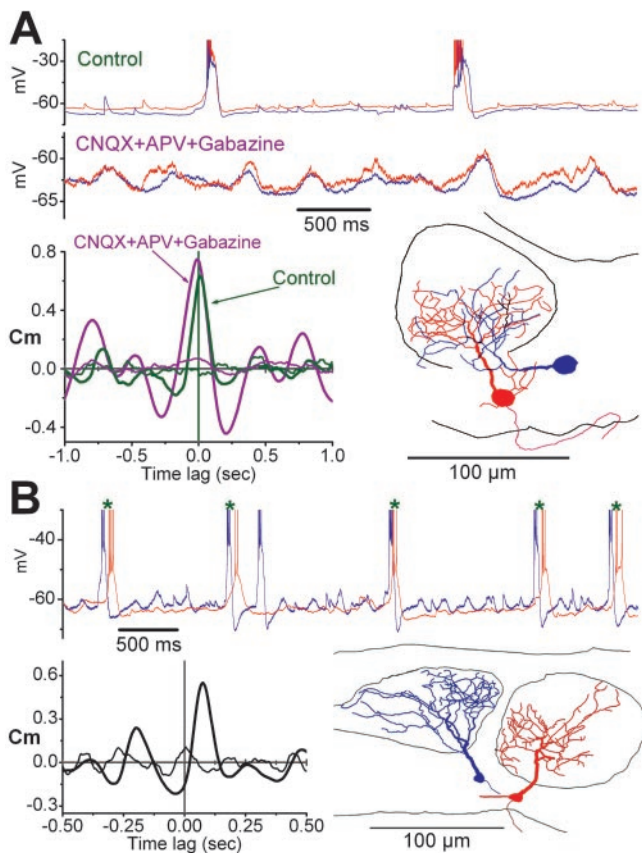 A
Control
mV
-30
-60
CNQX+APV+Gabazine
mV
-60
-65
500 ms
CNQX+APV+Gabazine
Control
Cm
0.8
0.4
0.0
-0.4
-1.0 -0.5 0.0 0.5 1.0
Time lag (sec)
100 µm
B
* * * * *
mV
-40
-60
500 ms
Cm
0.6
0.3
0.0
-0.3
-0.50 -0.25 0.00 0.25 0.50
Time lag (sec)
100 µm